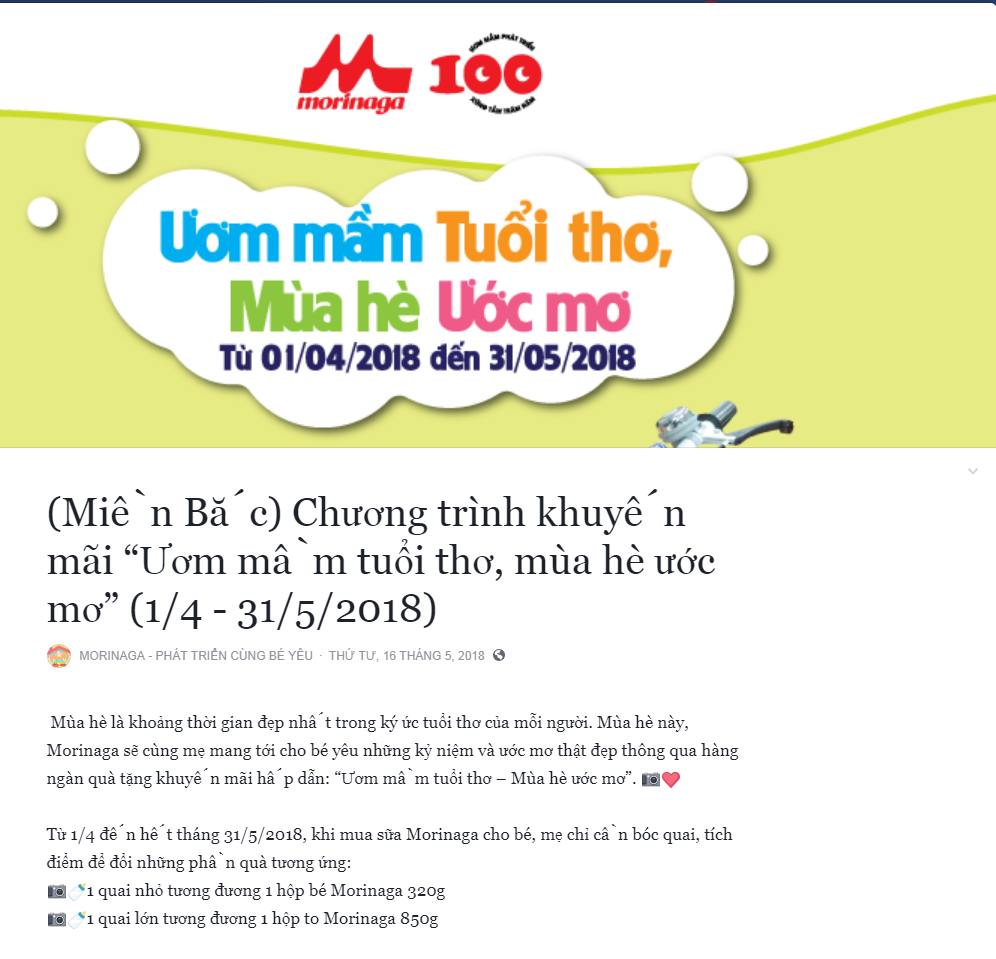 morinaga
100
ƯƠM MẦM PHÁT TRIỂN
XỨNG TẦM TRĂM NĂM
Ươm mầm Tuổi thơ,
Mùa hè Ước mơ
Từ 01/04/2018 đến 31/05/2018
(Miền Bắc) Chương trình khuyến
mãi “Ươm mầm tuổi thơ, mùa hè ước
mơ” (1/4 - 31/5/2018)
MORINAGA - PHÁT TRIỂN CÙNG BÉ YÊU · THỨ TƯ, 16 THÁNG 5, 2018
Mùa hè là khoảng thời gian đẹp nhất trong ký ức tuổi thơ của mỗi người. Mùa hè này,
Morinaga sẽ cùng mẹ mang tới cho bé yêu những kỷ niệm và ước mơ thật đẹp thông qua hàng
ngàn quà tặng khuyến mãi hấp dẫn: “Ươm mầm tuổi thơ – Mùa hè ước mơ”. 📷❤️
Từ 1/4 đến hết tháng 31/5/2018, khi mua sữa Morinaga cho bé, mẹ chỉ cần bóc quai, tích
điểm để đổi những phần quà tương ứng:
📷🍼1 quai nhỏ tương đương 1 hộp bé Morinaga 320g
📷🍼1 quai lớn tương đương 1 hộp to Morinaga 850g